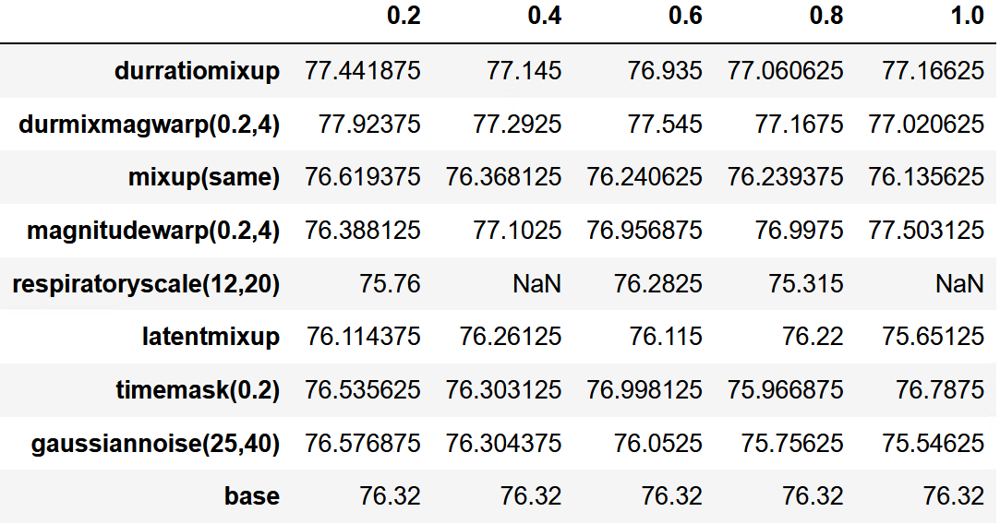 0.2 0.4 0.6 0.8 1.0
durratiomixup 77.441875 77.145 76.935 77.060625 77.16625
durmixmagwarp(0.2,4) 77.92375 77.2925 77.545 77.1675 77.020625
mixup(same) 76.619375 76.368125 76.240625 76.239375 76.135625
magnitudewarp(0.2,4) 76.388125 77.1025 76.956875 76.9975 77.503125
respiratoryscale(12,20) 75.76 NaN 76.2825 75.315 NaN
latentmixup 76.114375 76.26125 76.115 76.22 75.65125
timemask(0.2) 76.535625 76.303125 76.998125 75.966875 76.7875
gaussiannoise(25,40) 76.576875 76.304375 76.0525 75.75625 75.54625
base 76.32 76.32 76.32 76.32 76.32